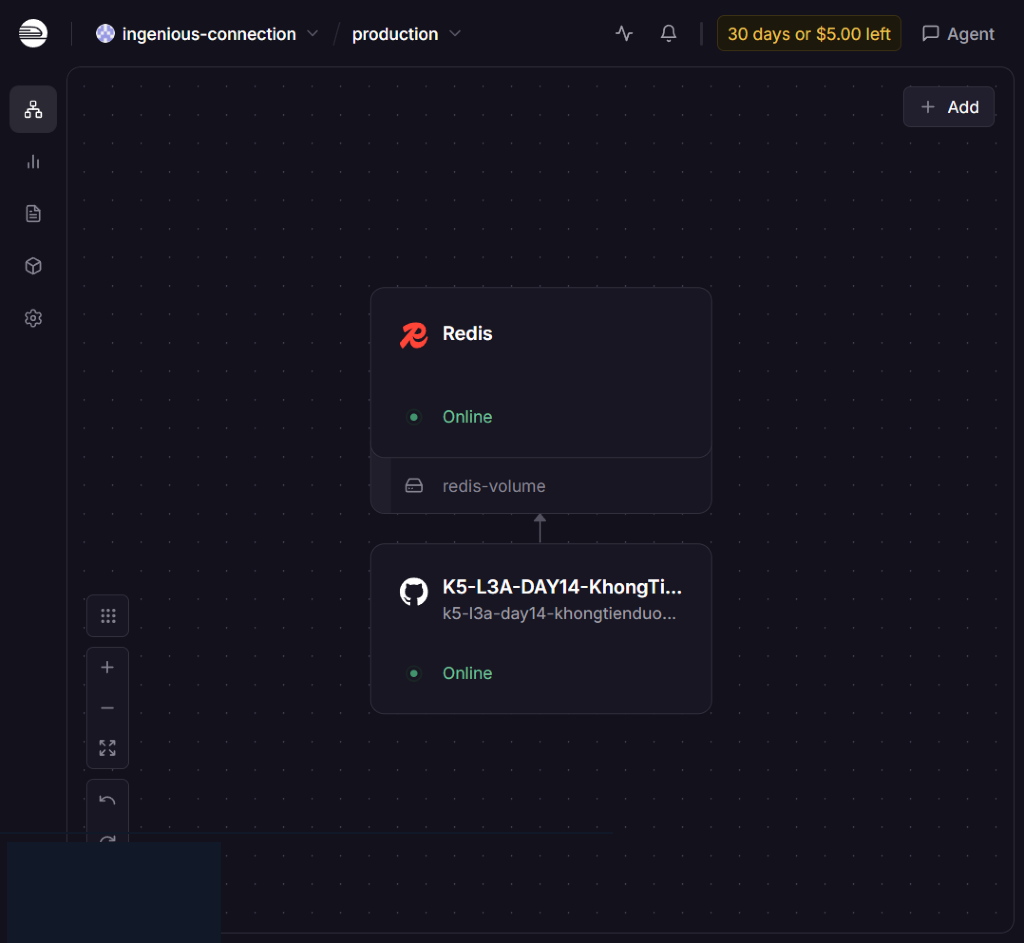 ingenious-connection
production
30 days or $5.00 left
Agent
Add
Redis
Online
redis-volume
K5-L3A-DAY14-KhongTi...
k5-l3a-day14-khongtienduo...
Online